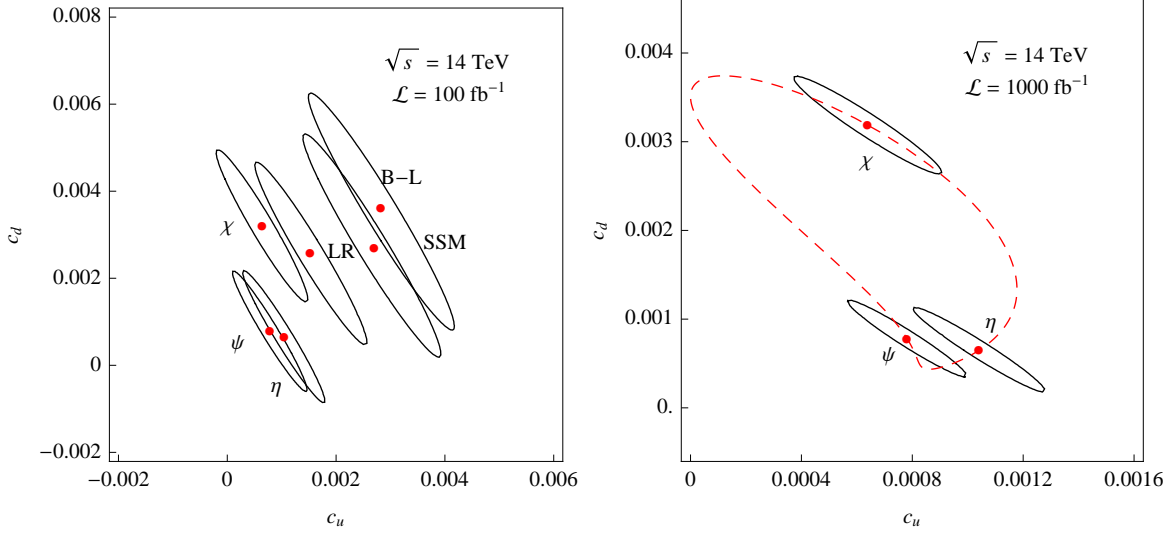 0.008
0.006
0.004
0.002
0
−0.002
c_d
√s = 14 TeV
ℒ = 100 fb⁻¹
B−L
χ
LR
SSM
ψ
η
−0.002
0
0.002
0.004
0.006
c_u
0.004
0.003
0.002
0.001
0.
c_d
√s = 14 TeV
ℒ = 1000 fb⁻¹
χ
η
ψ
0
0.0004
0.0008
0.0012
0.0016
c_u